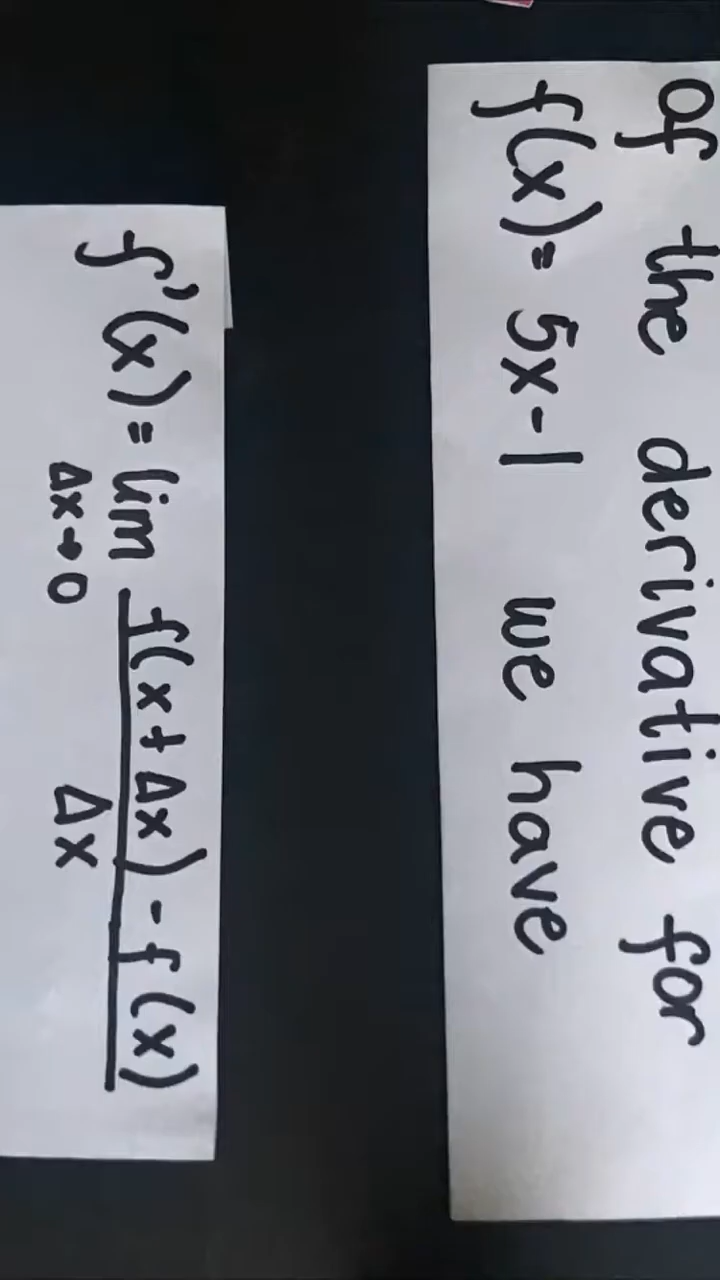 of the derivative for
f(x) = 5x-1 we have
f'(x) = lim f(x + Δx) - f(x)
Δx→0 Δx